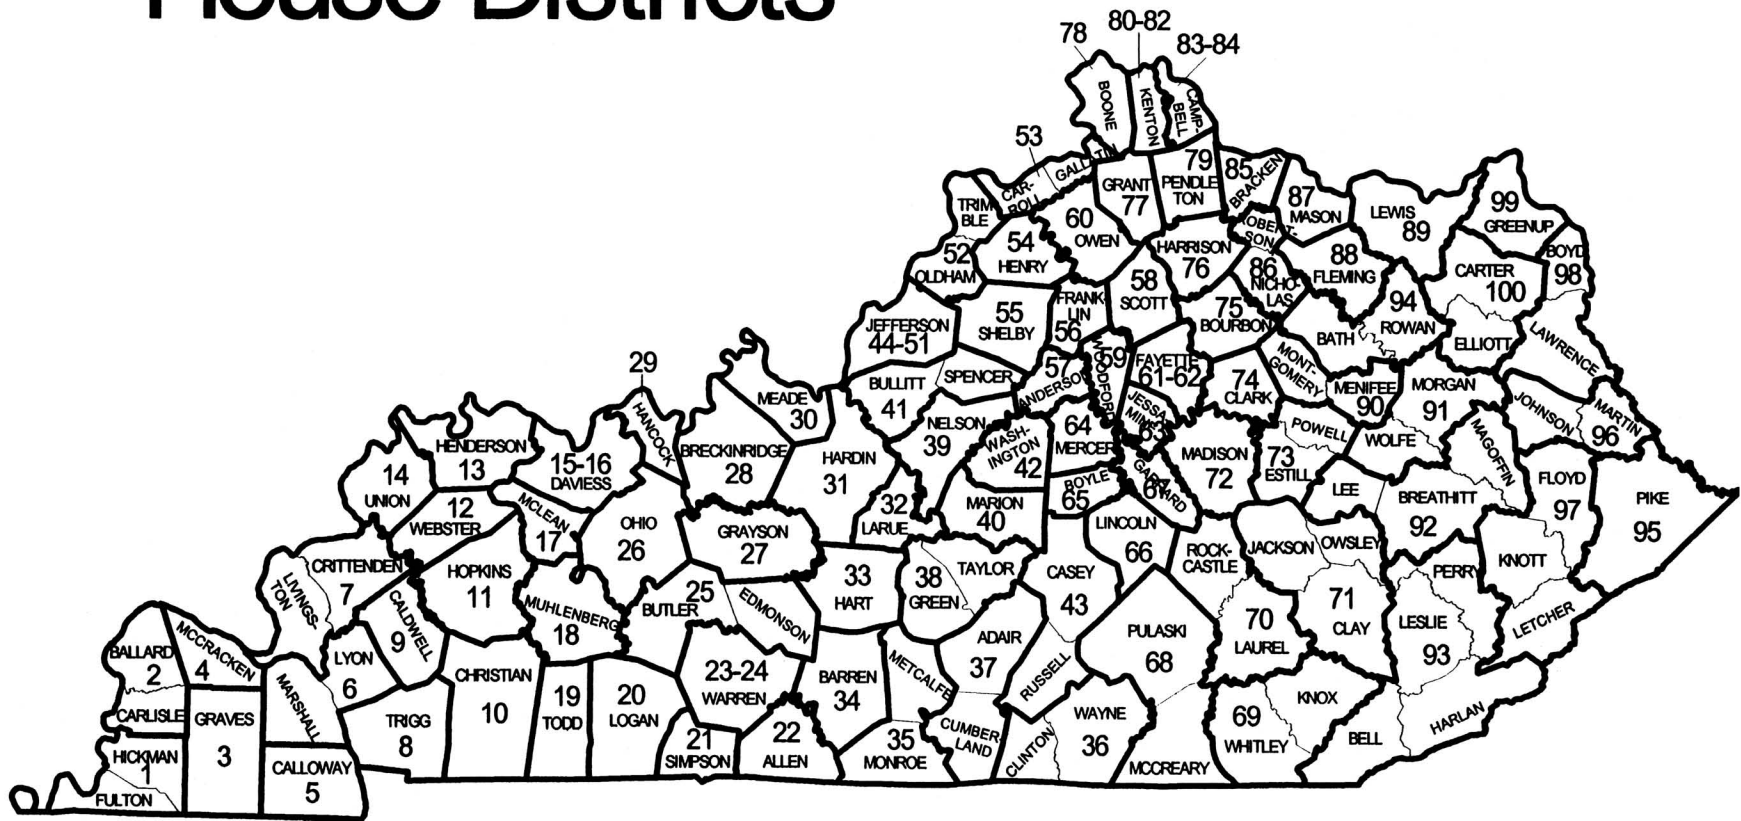 House Districts
80-82
78
83-84
BOONE
KENTON
CAMP-
BELL
53
GALLATIN
CAR-
ROLL
79
PENDLE
TON
85
BRACKEN
GRANT
77
87
MASON
LEWIS
89
99
GREENUP
TRIM
BLE
60
OWEN
ROBERT-
SON
54
HENRY
HARRISON
76
88
FLEMING
BOYD
98
52
OLDHAM
58
SCOTT
86
NICHO-
LAS
CARTER
100
FRANK-
LIN
56
55
SHELBY
75
BOURBON
94
ROWAN
BATH
ELLIOTT
LAWRENCE
JEFFERSON
44-51
WOODFORD
59
FAYETTE
61-62
MONT-
GOMERY
29
HANCOCK
57
ANDERSON
SPENCER
BULLITT
41
74
CLARK
MENIFEE
90
MORGAN
91
JOHNSON
MARTIN
96
MEADE
30
JESSA
MINE
63
NELSON
39
WASH-
INGTON
42
64
MERCER
POWELL
WOLFE
MAGOFFIN
HENDERSON
13
15-16
DAVIESS
BRECKINRIDGE
28
HARDIN
31
MADISON
72
73
ESTILL
14
UNION
GARRARD
67
BOYLE
65
LEE
BREATHITT
92
FLOYD
97
PIKE
95
12
WEBSTER
MCLEAN
17
OHIO
26
GRAYSON
27
32
LARUE
MARION
40
LINCOLN
66
ROCK-
CASTLE
JACKSON
OWSLEY
KNOTT
PERRY
CRITTENDEN
7
LIVINGS-
TON
HOPKINS
11
33
HART
38
GREEN
TAYLOR
CASEY
43
25
BUTLER
EDMONSON
MUHLENBERG
18
CALDWELL
9
70
LAUREL
71
CLAY
LESLIE
93
LETCHER
BALLARD
2
MCCRACKEN
4
LYON
6
ADAIR
37
PULASKI
68
CHRISTIAN
10
23-24
WARREN
BARREN
34
METCALFE
RUSSELL
MARSHALL
CARLISLE
GRAVES
3
TRIGG
8
19
TODD
20
LOGAN
CUMBER
LAND
WAYNE
36
69
WHITLEY
KNOX
BELL
HARLAN
HICKMAN
1
FULTON
CALLOWAY
5
21
SIMPSON
22
ALLEN
35
MONROE
CLINTON
MCCREARY